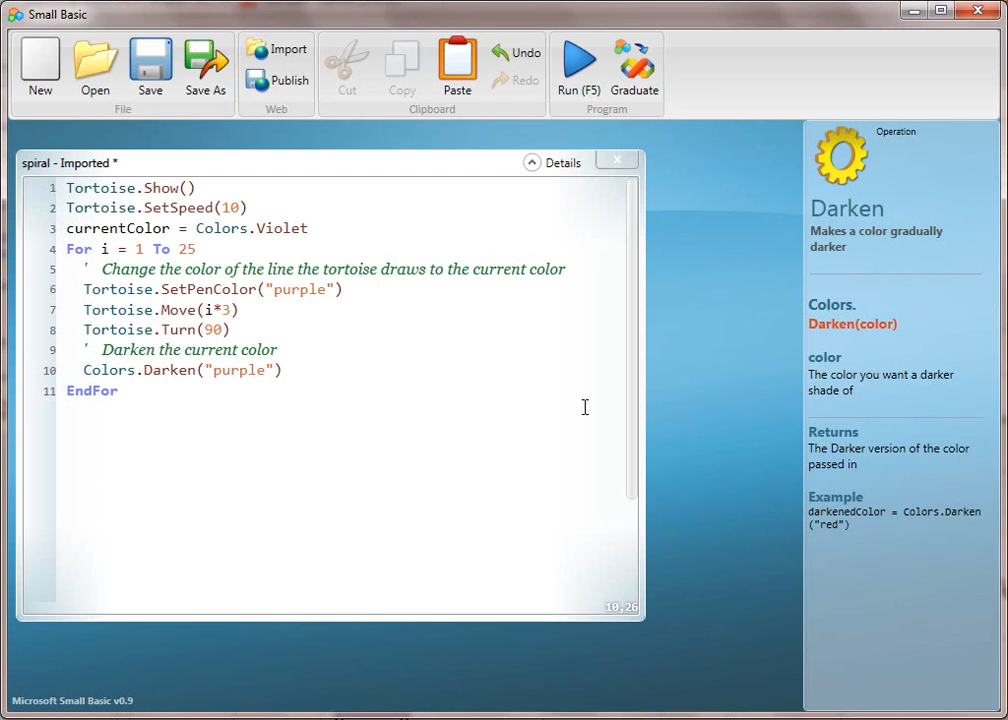 Small Basic
New
Open
Save
Save As
Import
Publish
Cut
Copy
Paste
Undo
Redo
Run (F5)
Graduate
File
Web
Clipboard
Program
spiral - Imported *
Details
1 Tortoise.Show()
2 Tortoise.SetSpeed(10)
3 currentColor = Colors.Violet
4 For i = 1 To 25
5 ' Change the color of the line the tortoise draws to the current color
6 Tortoise.SetPenColor("purple")
7 Tortoise.Move(i*3)
8 Tortoise.Turn(90)
9 ' Darken the current color
10 Colors.Darken("purple")
11 EndFor
10,26
Operation
Darken
Makes a color gradually
darker
Colors.
Darken(color)
color
The color you want a darker
shade of
Returns
The Darker version of the color
passed in
Example
darkenedColor = Colors.Darken
("red")
Microsoft Small Basic v0.9